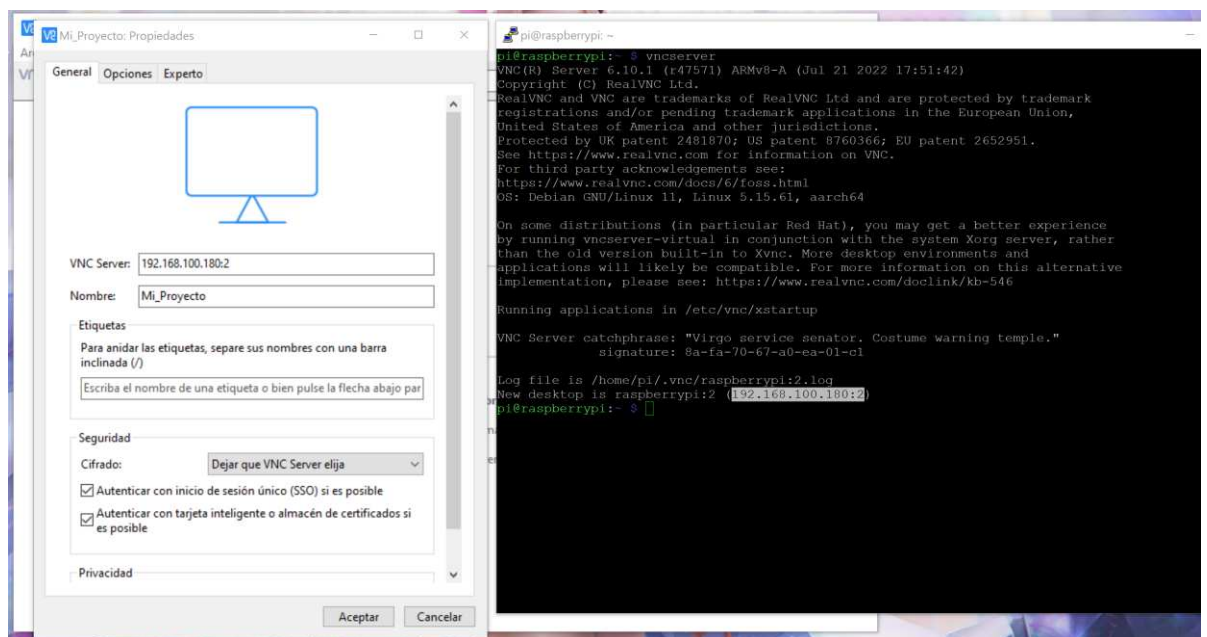 Mi_Proyecto: Propiedades
General Opciones Experto
VNC Server: 192.168.100.180:2
Nombre: Mi_Proyecto
Etiquetas
Para anidar las etiquetas, separe sus nombres con una barra
inclinada (/)
Escriba el nombre de una etiqueta o bien pulse la flecha abajo par
Seguridad
Cifrado: Dejar que VNC Server elija
Autenticar con inicio de sesión único (SSO) si es posible
Autenticar con tarjeta inteligente o almacén de certificados si
es posible
Privacidad
Aceptar Cancelar
pi@raspberrypi: ~
pi@raspberrypi:~ $ vncserver
VNC(R) Server 6.10.1 (r47571) ARMv8-A (Jul 21 2022 17:51:42)
Copyright (C) RealVNC Ltd.
RealVNC and VNC are trademarks of RealVNC Ltd and are protected by trademark
registrations and/or pending trademark applications in the European Union,
United States of America and other jurisdictions.
Protected by UK patent 2481870; US patent 8760366; EU patent 2652951.
See https://www.realvnc.com for information on VNC.
For third party acknowledgements see:
https://www.realvnc.com/docs/6/foss.html
OS: Debian GNU/Linux 11, Linux 5.15.61, aarch64
On some distributions (in particular Red Hat), you may get a better experience
by running vncserver-virtual in conjunction with the system Xorg server, rather
than the old version built-in to Xvnc. More desktop environments and
applications will likely be compatible. For more information on this alternative
implementation, please see: https://www.realvnc.com/doclink/kb-546
Running applications in /etc/vnc/xstartup
VNC Server catchphrase: "Virgo service senator. Costume warning temple."
signature: 8a-fa-70-67-a0-ea-01-c1
Log file is /home/pi/.vnc/raspberrypi:2.log
New desktop is raspberrypi:2 (192.168.100.180:2)
pi@raspberrypi:~ $